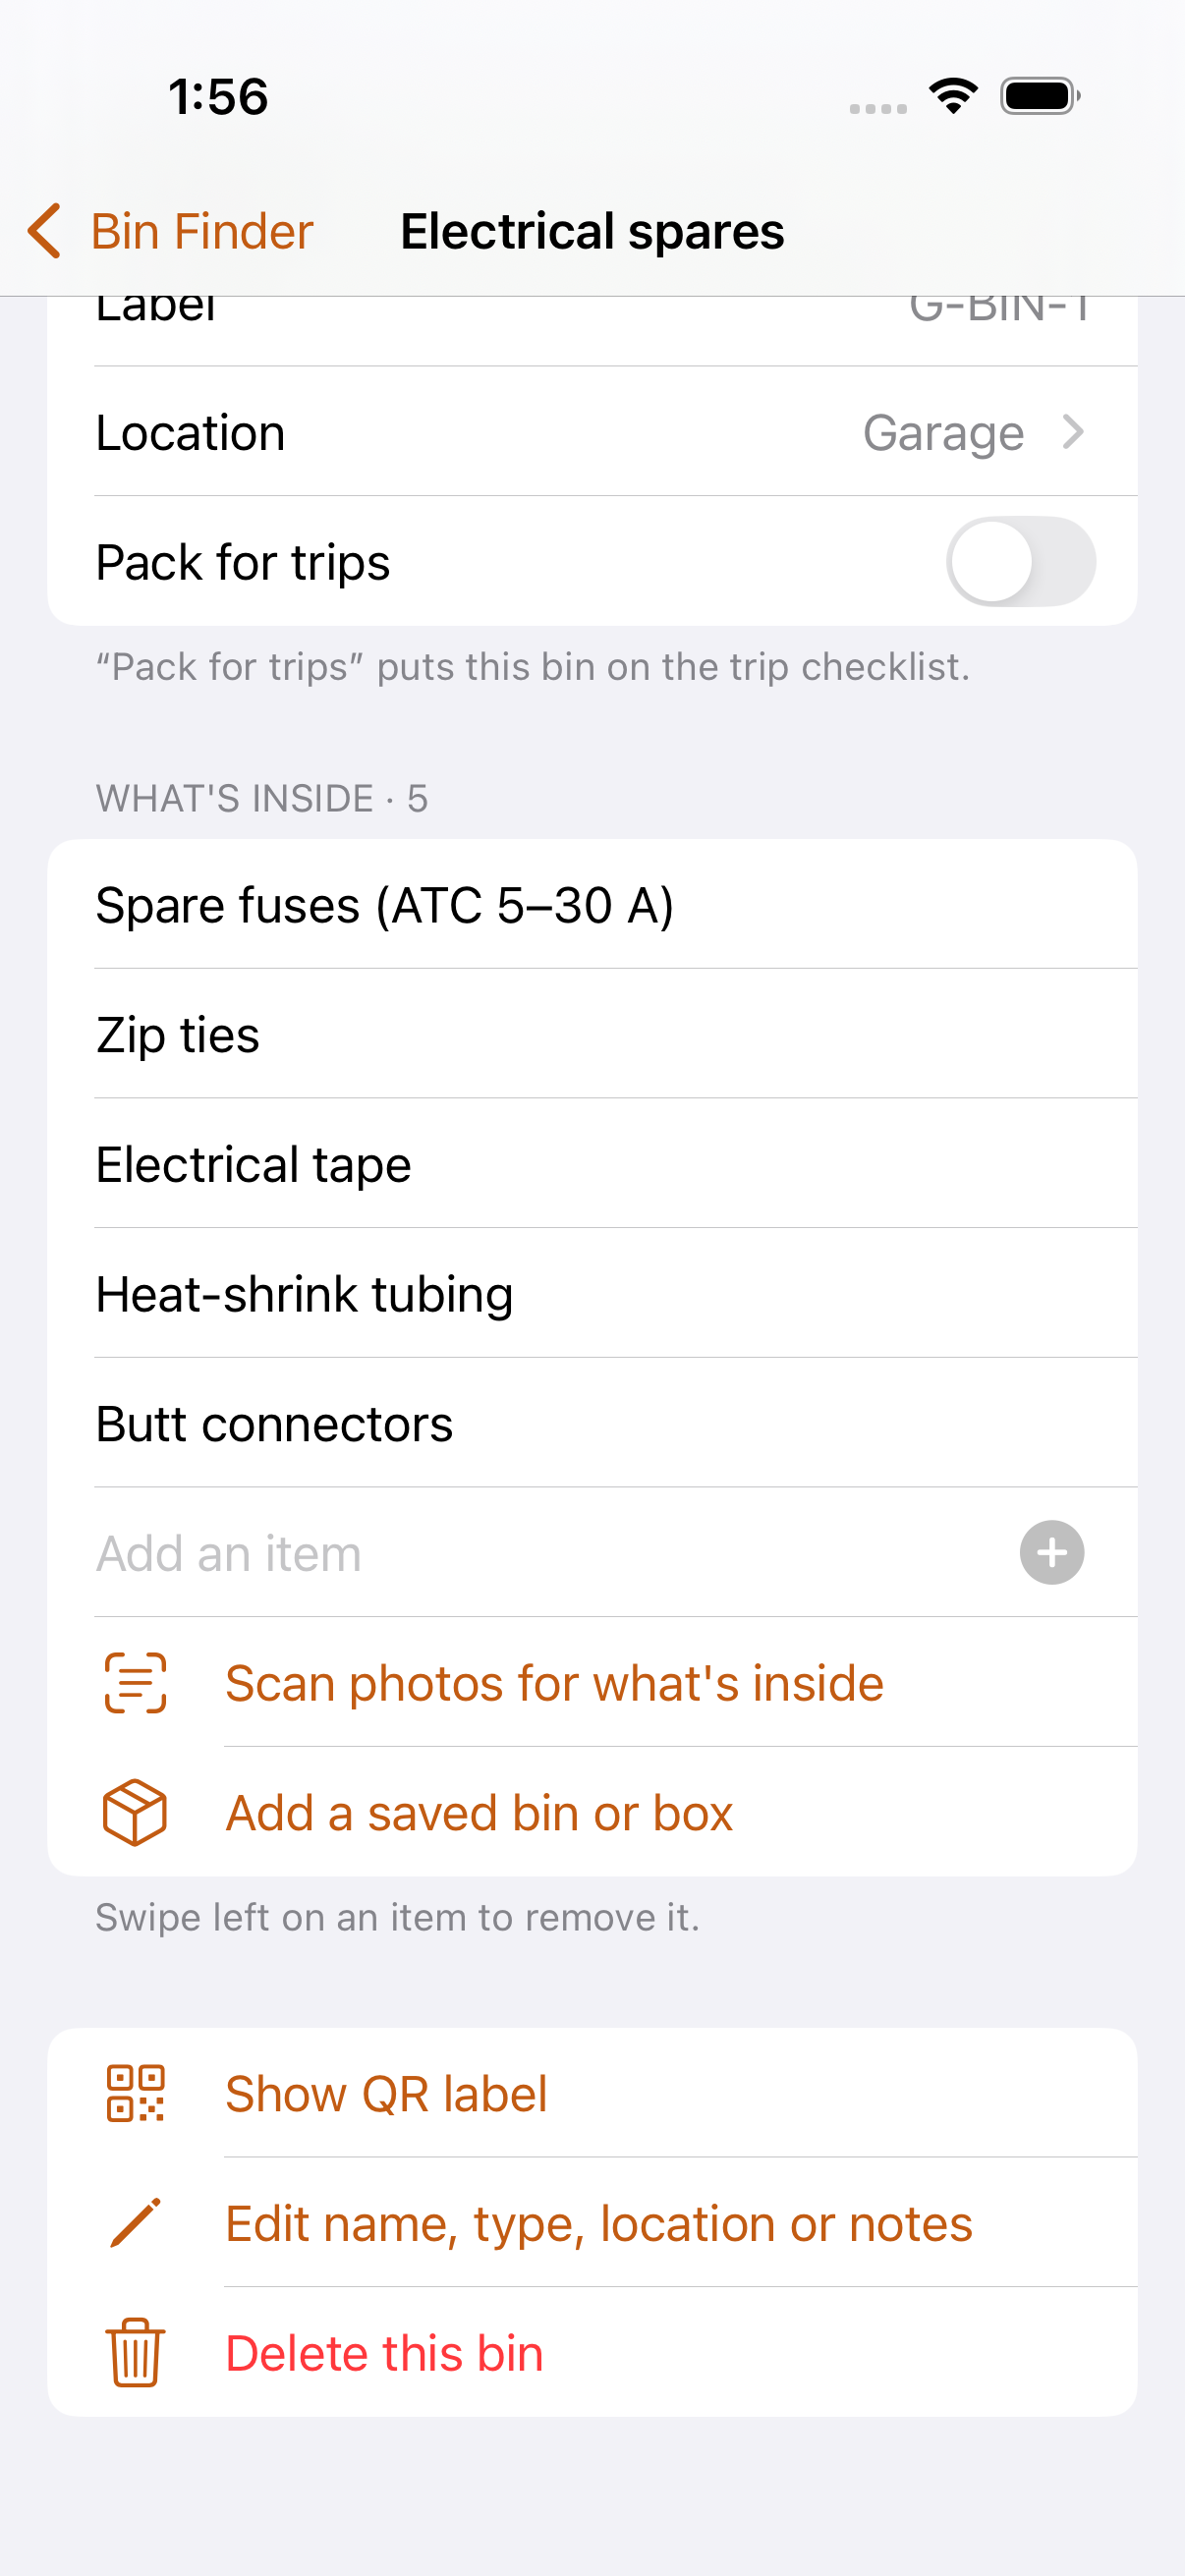 1:56
Bin Finder
Electrical spares
Label G-BIN-1
Location Garage
Pack for trips
“Pack for trips” puts this bin on the trip checklist.
WHAT'S INSIDE · 5
Spare fuses (ATC 5–30 A)
Zip ties
Electrical tape
Heat-shrink tubing
Butt connectors
Add an item
Scan photos for what's inside
Add a saved bin or box
Swipe left on an item to remove it.
Show QR label
Edit name, type, location or notes
Delete this bin